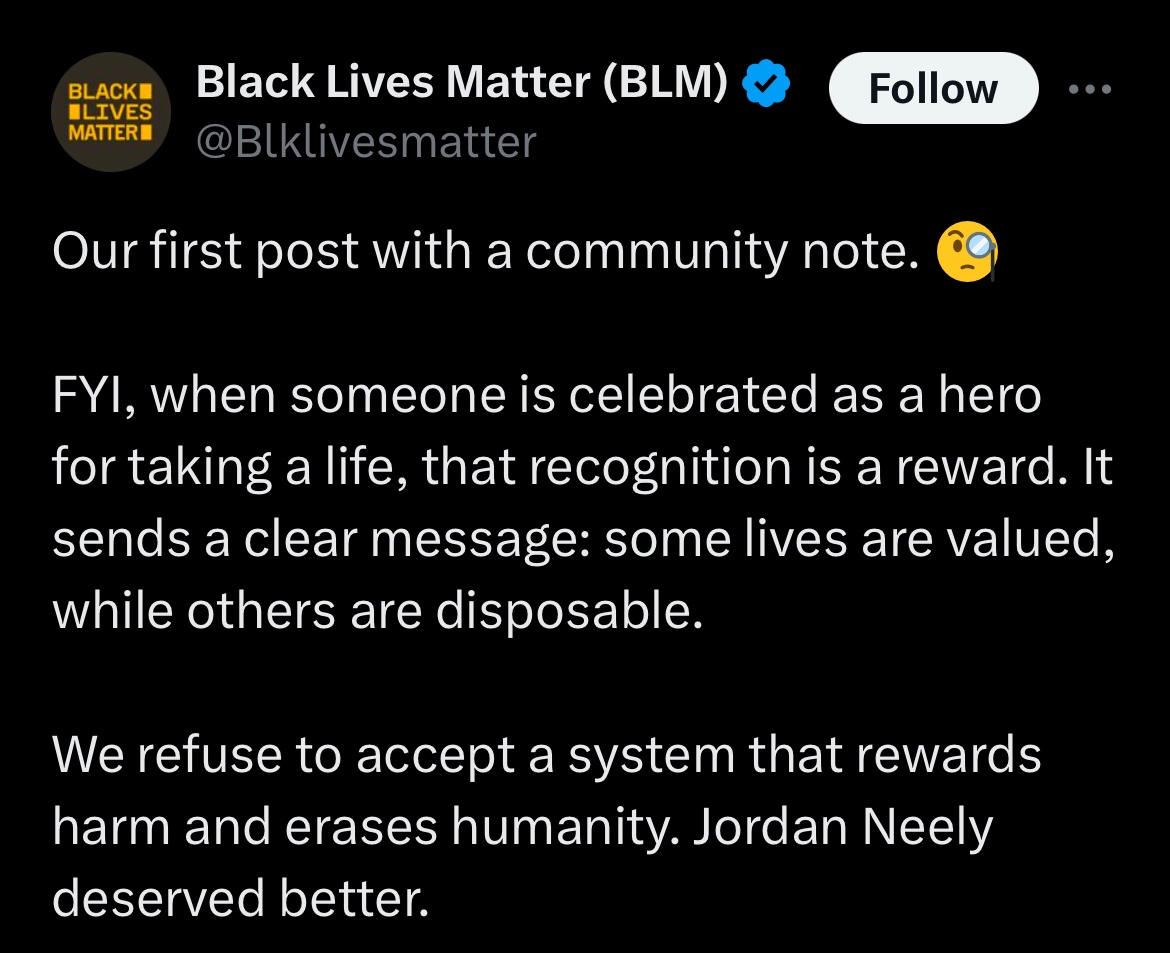 BLACK
LIVES
MATTER
Black Lives Matter (BLM)
@Blklivesmatter
Follow
Our first post with a community note. 🧐
FYI, when someone is celebrated as a hero
for taking a life, that recognition is a reward. It
sends a clear message: some lives are valued,
while others are disposable.
We refuse to accept a system that rewards
harm and erases humanity. Jordan Neely
deserved better.